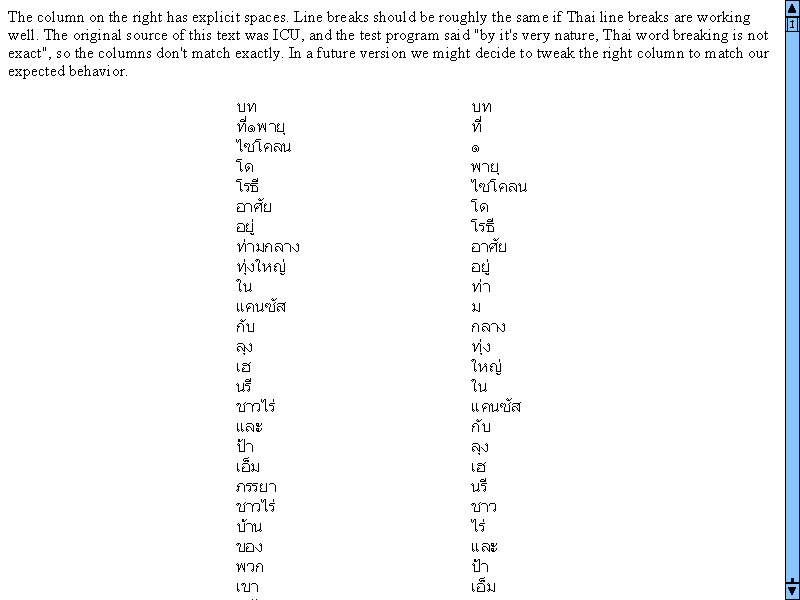 The column on the right has explicit spaces. Line breaks should be roughly the same if Thai line breaks are working
well. The original source of this text was ICU, and the test program said "by it's very nature, Thai word breaking is not
exact", so the columns don't match exactly. In a future version we might decide to tweak the right column to match our
expected behavior.
บท
ที่๑พายุ
ไซโคลน
โด
โรธี
อาศัย
อยู่
ท่ามกลาง
ทุ่งใหญ่
ใน
แคนซัส
กับ
ลุง
เฮ
นรี
ชาวไร่
และ
ป้า
เอ็ม
ภรรยา
ชาวไร่
บ้าน
ของ
พวก
เขา
บท
ที่
๑
พายุ
ไซโคลน
โด
โรธี
อาศัย
อยู่
ท่า
ม
กลาง
ทุ่ง
ใหญ่
ใน
แคนซัส
กับ
ลุง
เฮ
นรี
ชาว
ไร่
และ
ป้า
เอ็ม